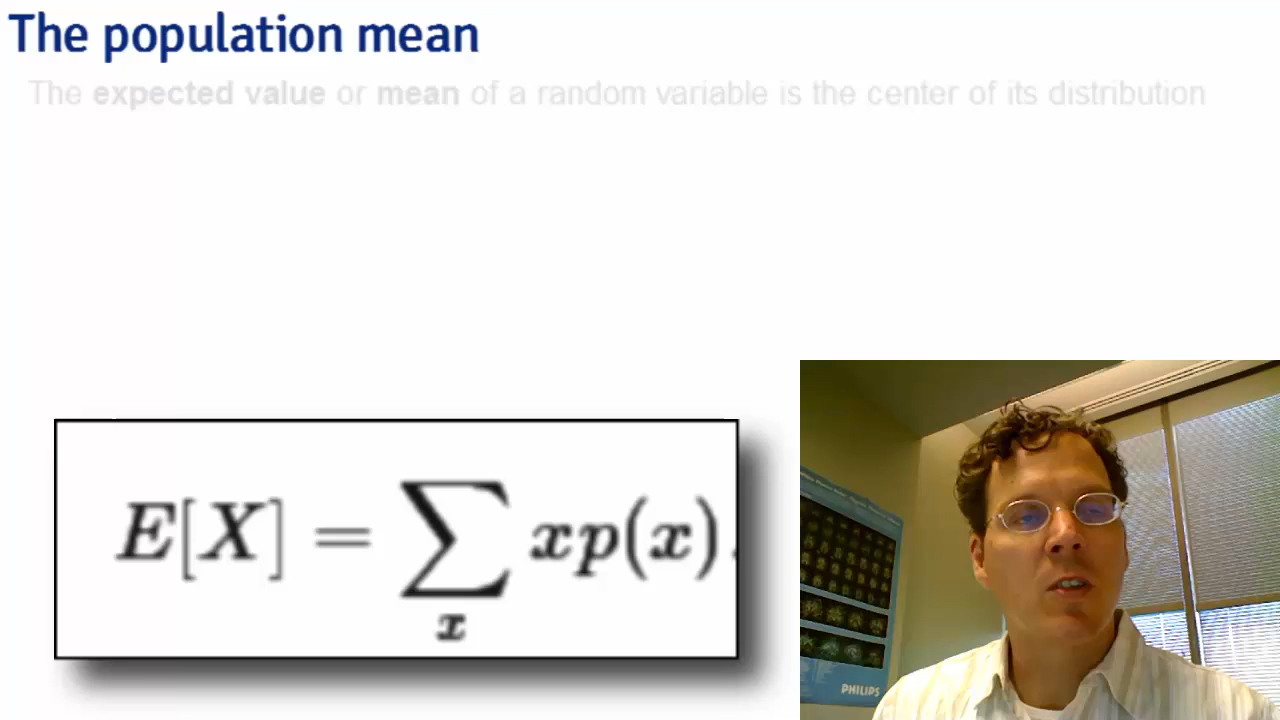 The population mean
The expected value or mean of a random variable is the center of its distribution
E[X] = ∑ xp(x).
x
PHILIPS